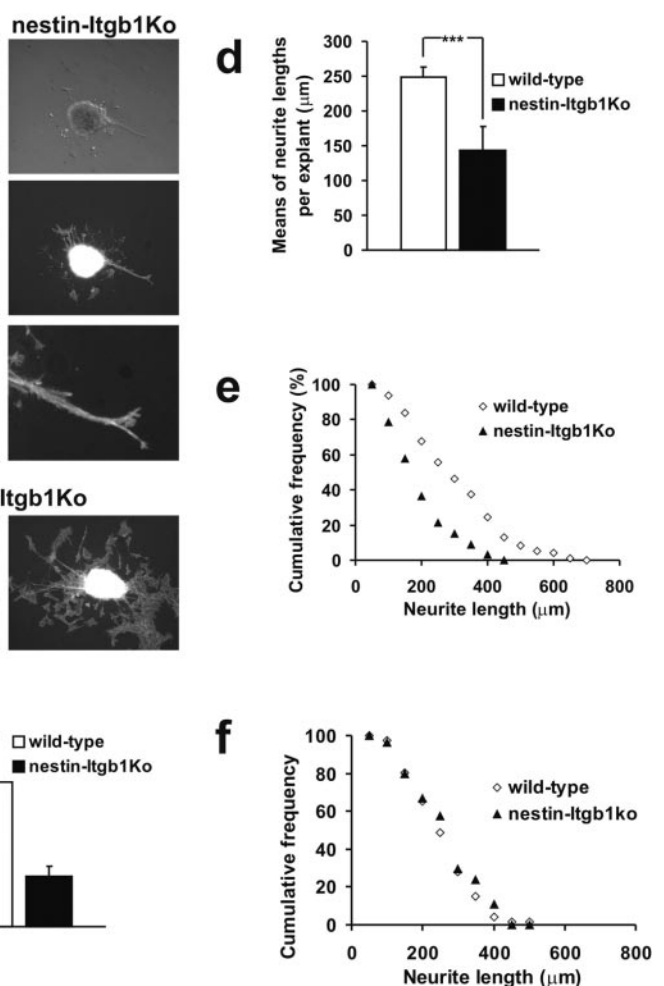 nestin-Itgb1Ko
d
***
300
250
200
150
100
50
0
Means of neurite lengths
per explant (μm)
wild-type
nestin-Itgb1Ko
e
100
80
60
40
20
0
Cumulative frequency (%)
wild-type
nestin-Itgb1Ko
0 200 400 600 800
Neurite length (μm)
Itgb1Ko
wild-type
nestin-Itgb1Ko
f
100
80
60
40
20
0
Cumulative frequency
wild-type
nestin-Itgb1ko
0 200 400 600 800
Neurite length (μm)